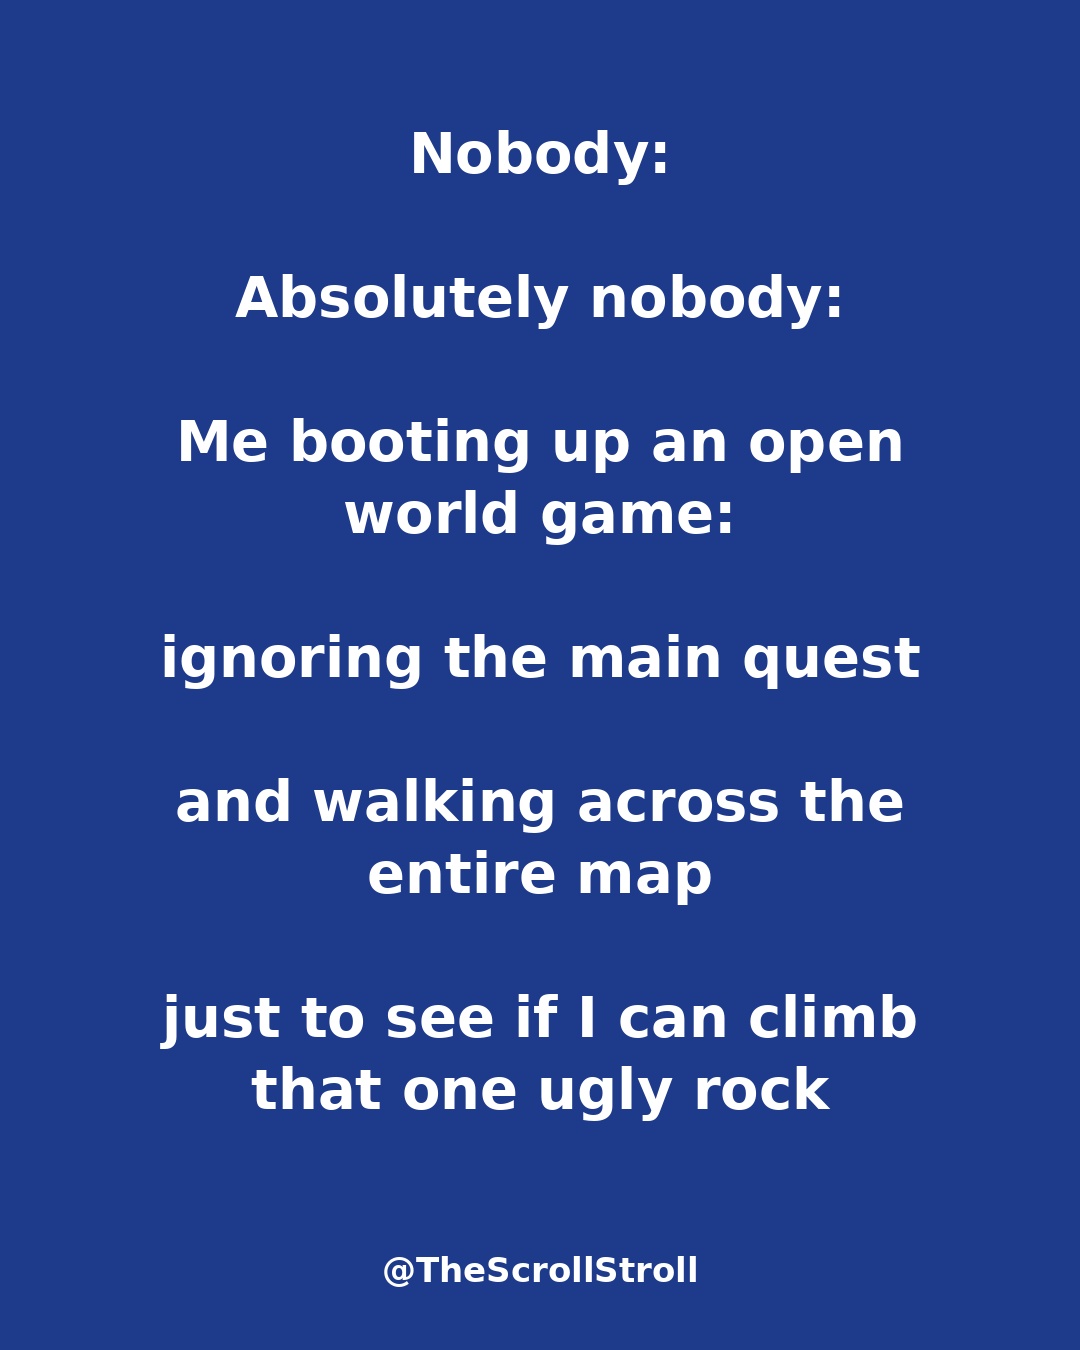 Nobody:
Absolutely nobody:
Me booting up an open
world game:
ignoring the main quest
and walking across the
entire map
just to see if I can climb
that one ugly rock
@TheScrollStroll